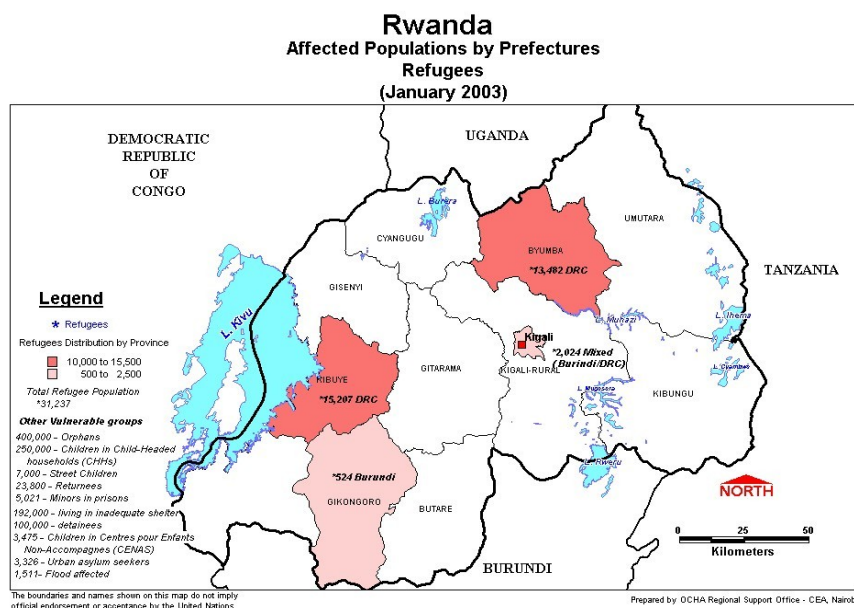 Rwanda
Affected Populations by Prefectures
Refugees
(January 2003)
DEMOCRATIC
REPUBLIC
OF
CONGO
UGANDA
TANZANIA
BURUNDI
L. Burera
CYANGUGU
BYUMBA
*13,482 DRC
UMUTARA
GISENYI
L. Kivu
L. Muhazi
L. Ihema
Kigali
*2,024 Mixed
(Burundi/DRC)
KIGALI-RURAL
GITARAMA
KIBUYE
*15,207 DRC
L. Cyambwe
KIBUNGU
L. Mugesera
L. Rweru
*524 Burundi
GIKONGORO
BUTARE
Legend
* Refugees
Refugees Distribution by Province
10,000 to 15,500
500 to 2,500
Total Refugee Population
*31,237
Other Vulnerable groups
400,000 - Orphans
250,000 - Children in Child-Headed
households (CHHs)
7,000 - Street Children
23,800 - Returnees
5,021 - Minors in prisons
192,000 - living in inadequate shelter
100,000 - detainees
3,475 - Children in Centres pour Enfants
Non-Accompagnes (CENAS)
3,326 - Urban asylum seekers
1,511- Flood affected
NORTH
0 25 50
Kilometers
The boundaries and names shown on this map do not imply
official endorsement or acceptance by the United Nations
Prepared by OCHA Regional Support Office - CEA, Nairob